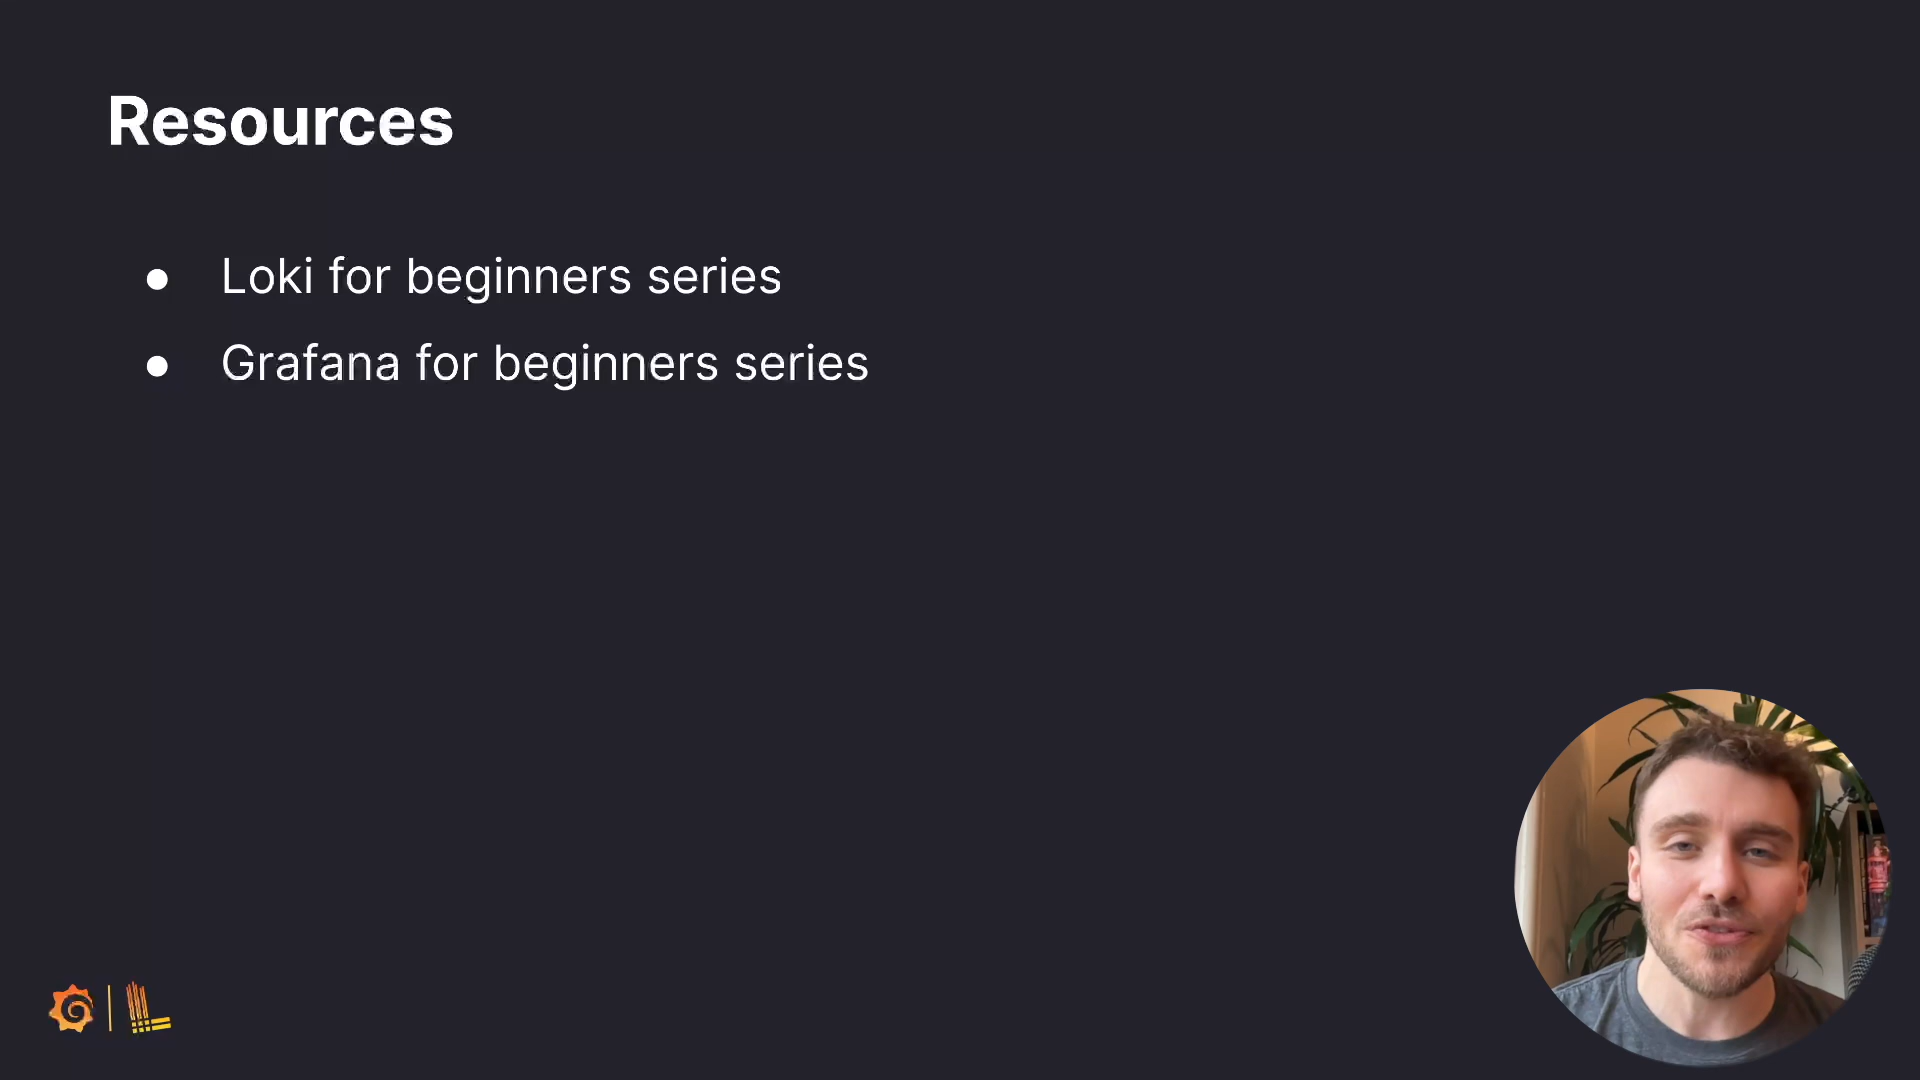 Resources
● Loki for beginners series
● Grafana for beginners series